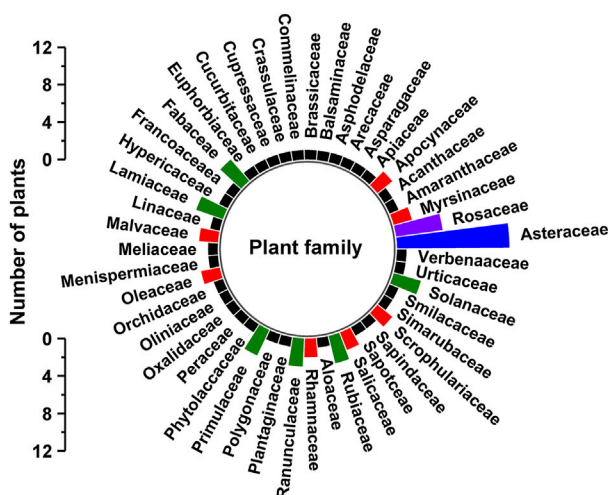 12
8
4
0
0
4
8
12
Number of plants
Plant family
Asteraceae
Rosaceae
Myrsinaceae
Amaranthaceae
Acanthaceae
Apocynaceae
Apiaceae
Asparagaceae
Arecaceae
Asphodelaceae
Balsaminaceae
Brassicaceae
Commelinaceae
Crassulaceae
Cupressaceae
Cucurbitaceae
Euphorbiaceae
Fabaceae
Francoaceaea
Hypericaceae
Lamiaceae
Linaceae
Malvaceae
Meliaceae
Menispermiaceae
Oleaceae
Orchidaceae
Oliniaceae
Oxalidaceae
Peraceae
Phytolaccaceae
Primulaceae
Polygonaceae
Plantaginaceae
Ranunculaceae
Rhamnaceae
Aloaceae
Rubiaceae
Salicaceae
Sapotceae
Sapindaceae
Scrophulariaceae
Simarubaceae
Smilacaceae
Solanaceae
Urticaceae
Verbenaaceae